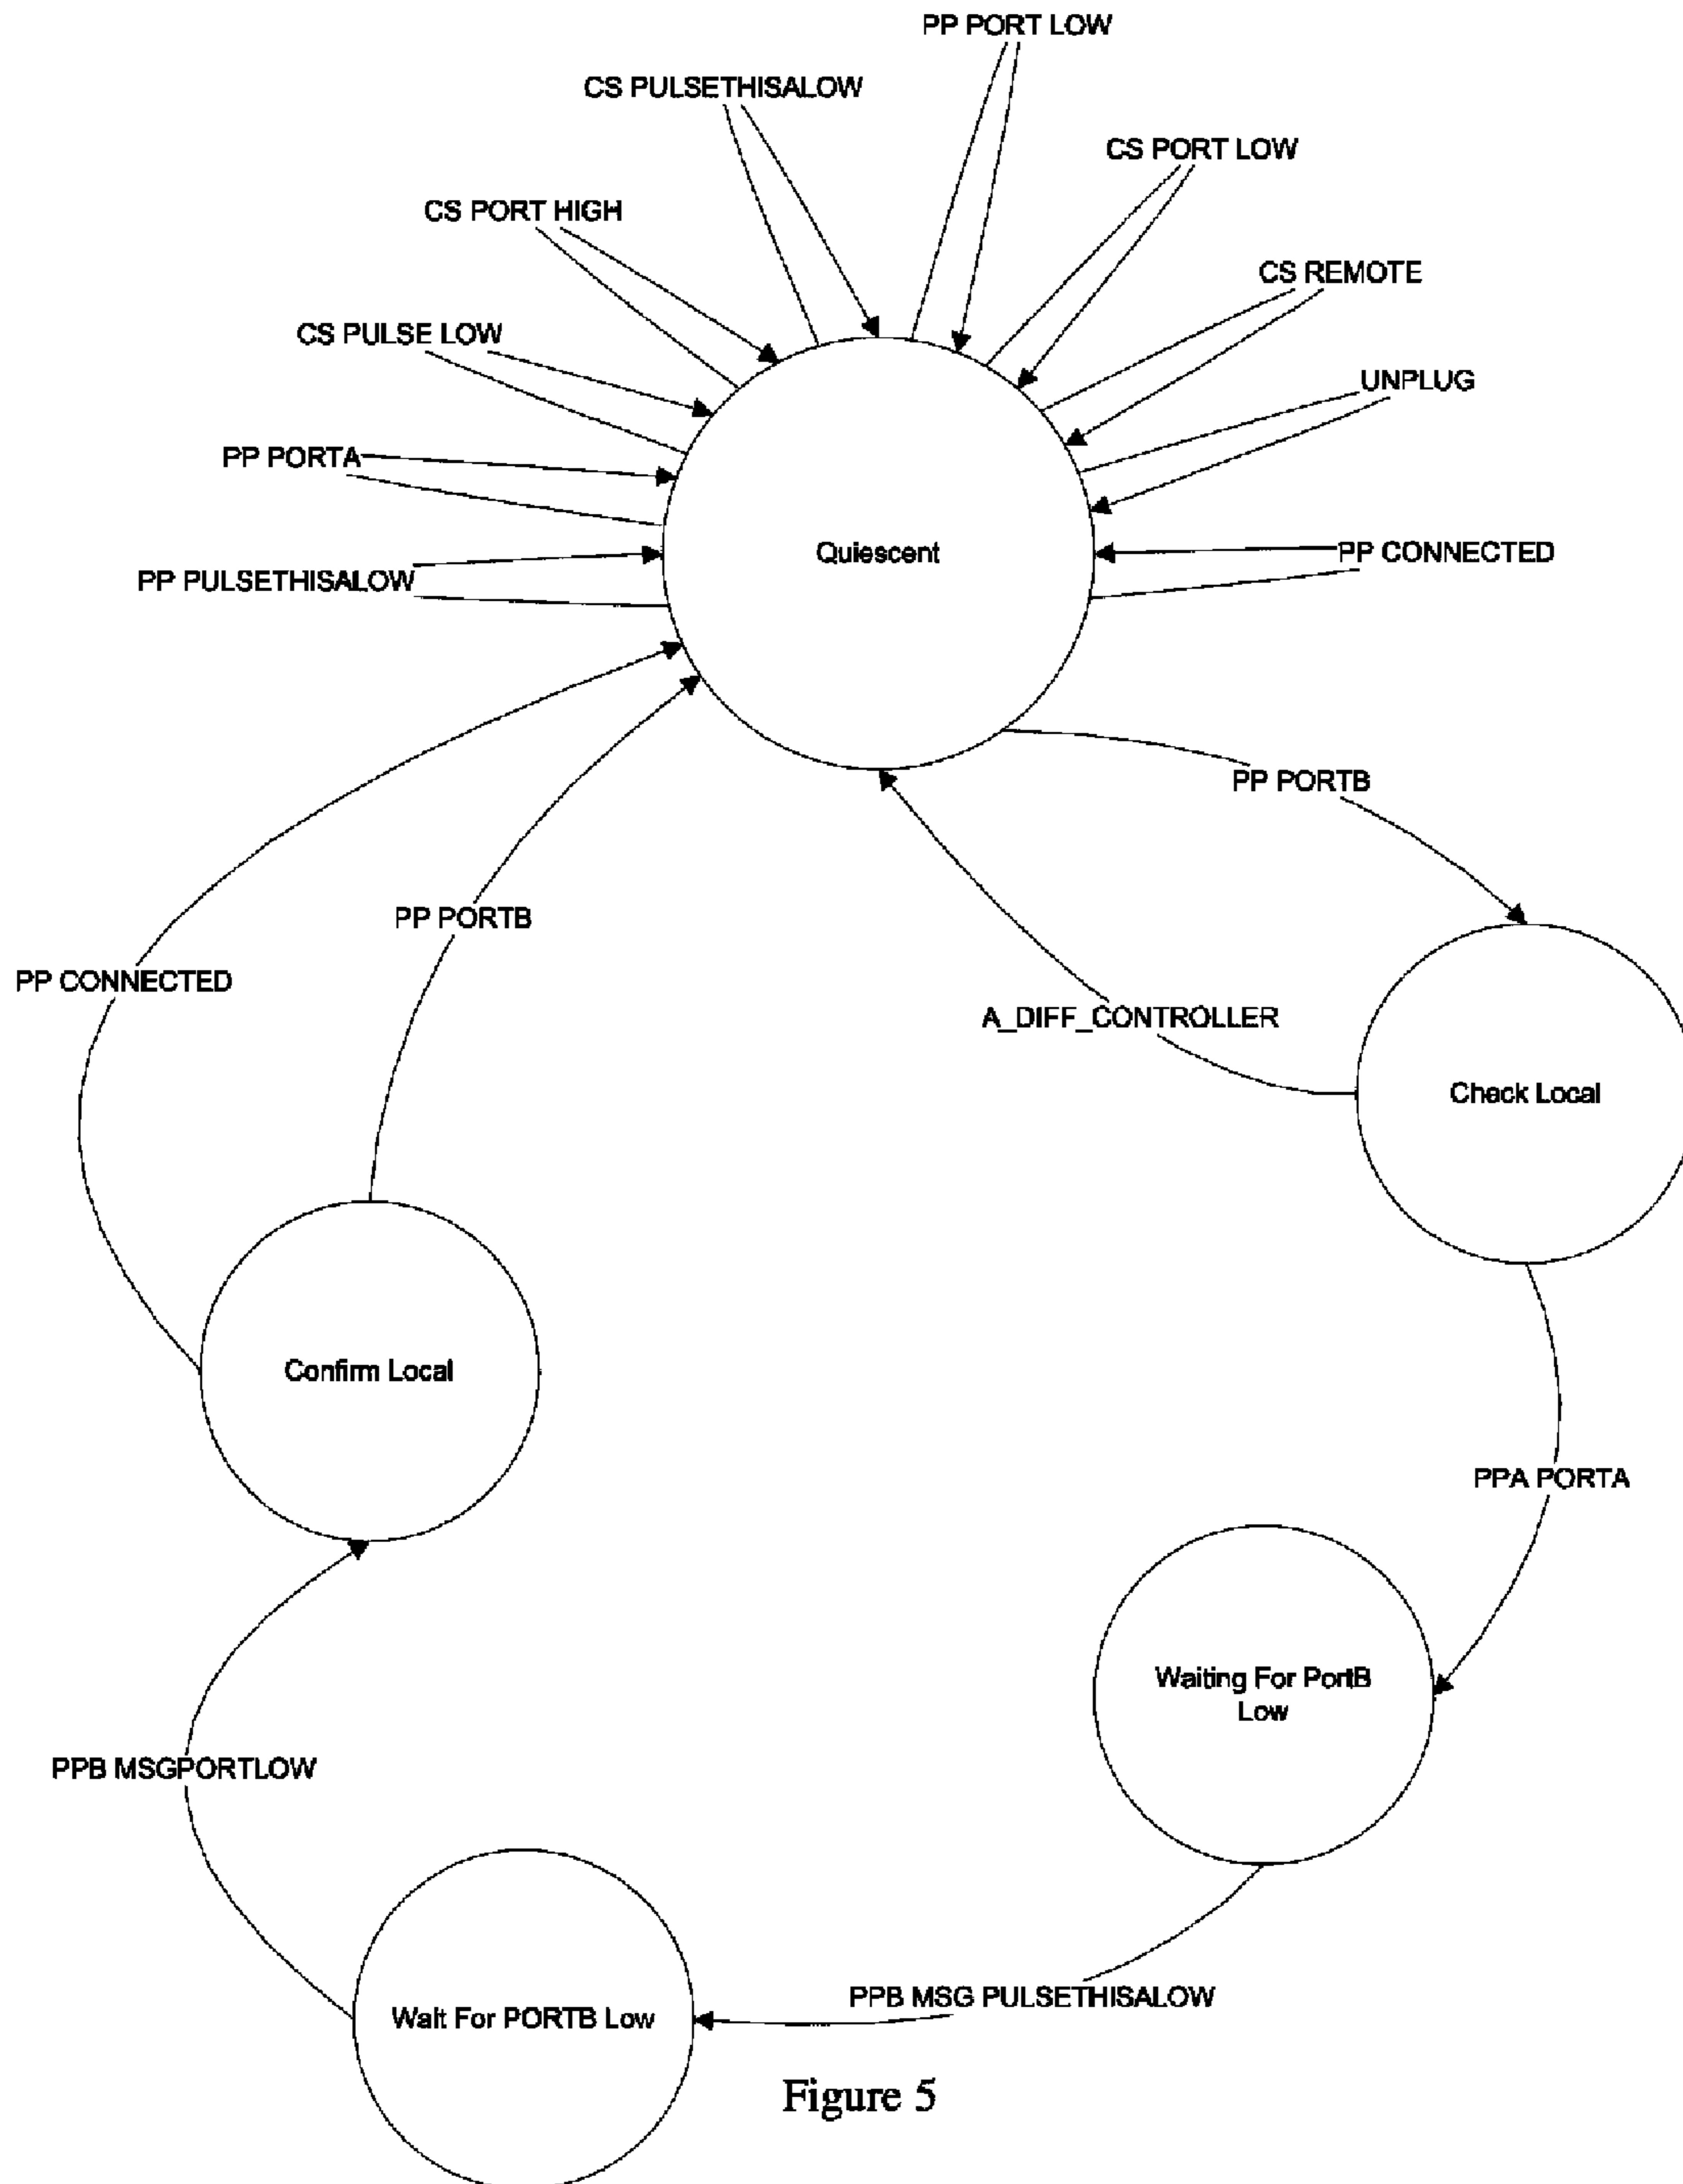 PP PORT LOW
CS PULSETHISALOW
CS PORT LOW
CS PORT HIGH
CS REMOTE
CS PULSE LOW
UNPLUG
PP PORTA
Quiescent
PP CONNECTED
PP PULSETHISALOW
PP PORTB
PP PORTB
PP CONNECTED
A_DIFF_CONTROLLER
Check Local
Confirm Local
PPA PORTA
Waiting For PortB
Low
PPB MSGPORTLOW
PPB MSG PULSETHISALOW
Wait For PORTB Low
Figure 5